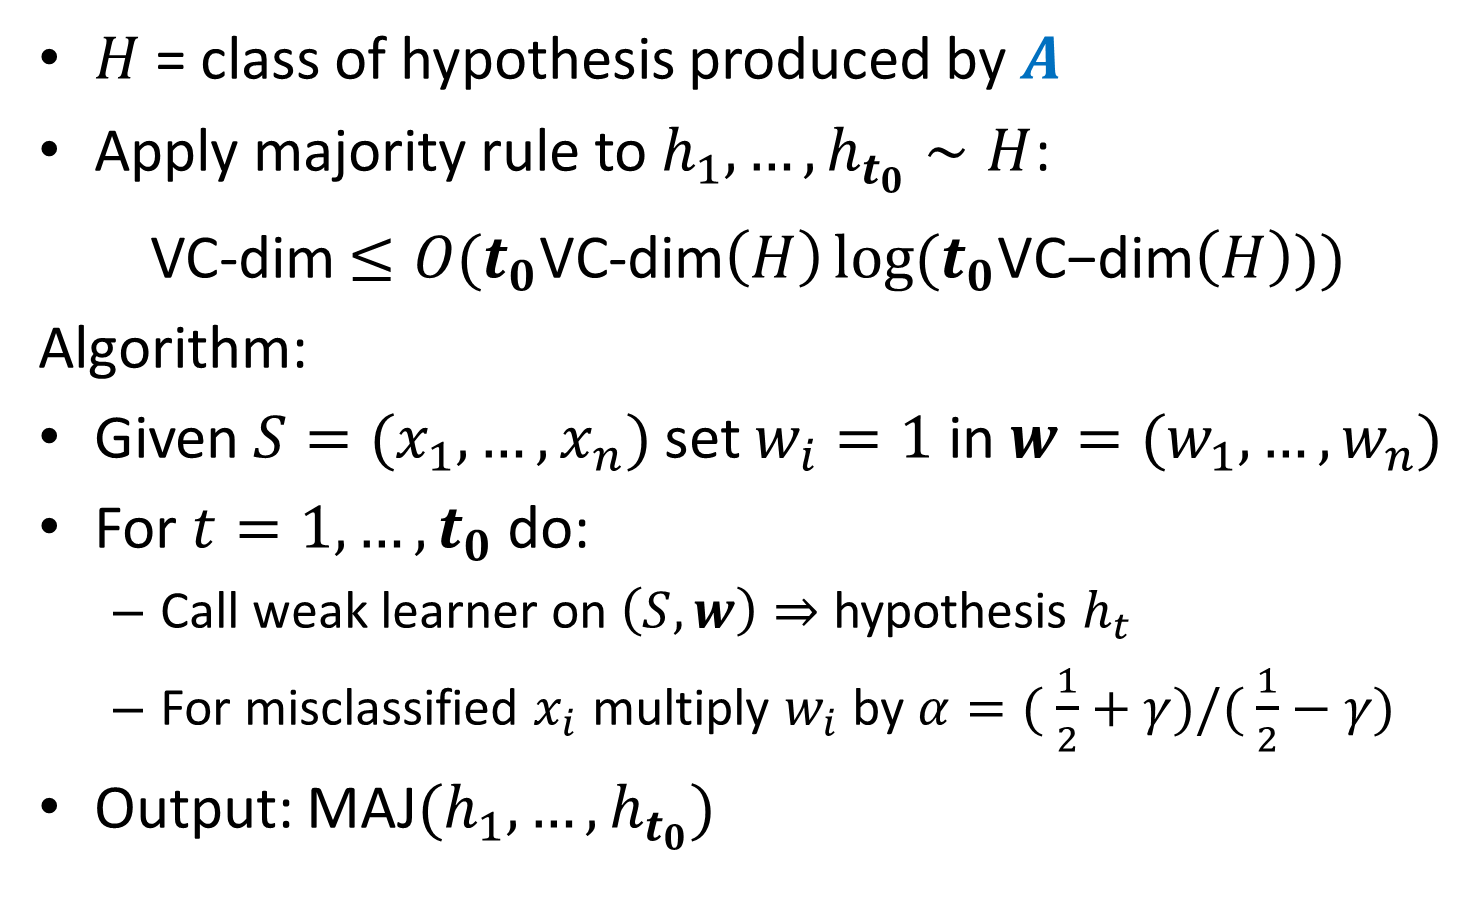 • H = class of hypothesis produced by A
• Apply majority rule to h₁, … , hₜ₀ ~ H:
VC-dim ≤ O(t₀VC-dim(H) log(t₀VC−dim(H)))
Algorithm:
• Given S = (x₁, … , xₙ) set wᵢ = 1 in w = (w₁, … , wₙ)
• For t = 1, … , t₀ do:
– Call weak learner on (S, w) ⇒ hypothesis hₜ
– For misclassified xᵢ multiply wᵢ by α = (1/2 + γ)/(1/2 − γ)
• Output: MAJ(h₁, … , hₜ₀)